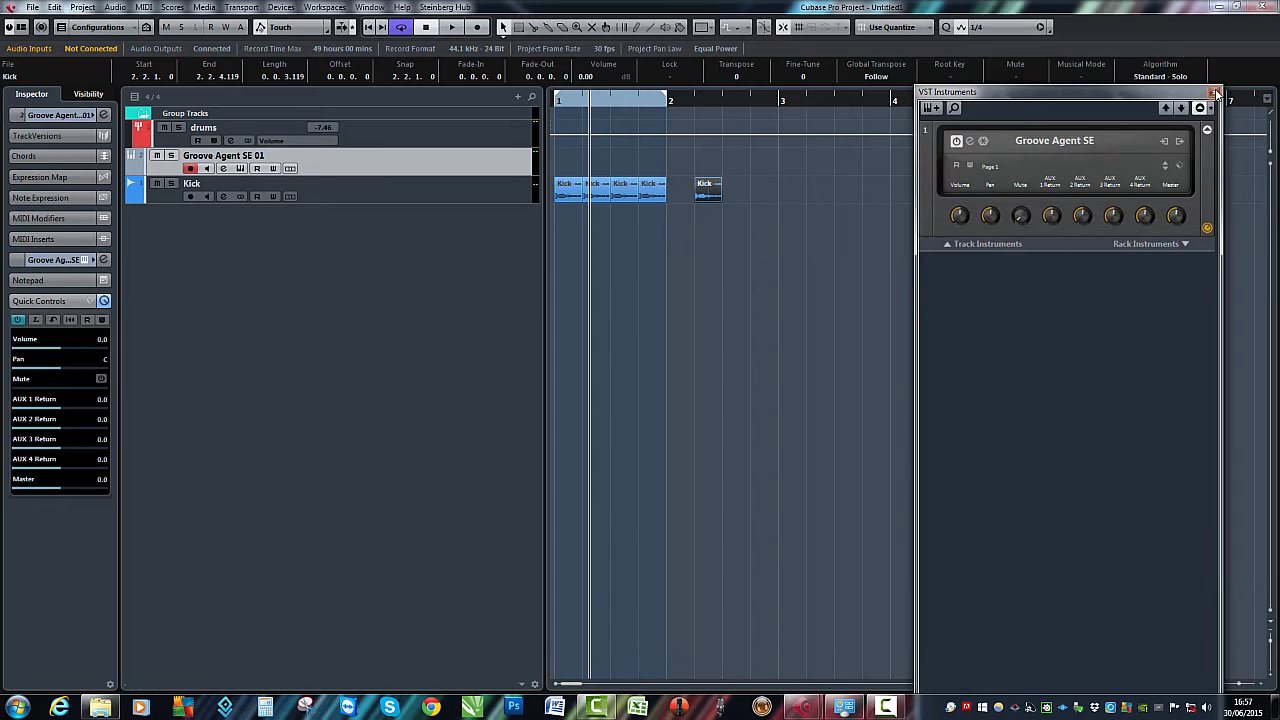 File Edit Project Audio MIDI Scores Media Transport Devices Workspaces Window Steinberg Hub
Cubase Pro Project - Untitled1
Configurations M S L R W A Touch Use Quantize Q 1/4
Audio Inputs Not Connected Audio Outputs Connected Record Time Max 49 hours 00 mins Record Format 44.1 kHz - 24 Bit Project Frame Rate 30 fps Project Pan Law Equal Power
File Start End Length Offset Snap Fade-In Fade-Out Volume Lock Transpose Fine-Tune Global Transpose Root Key Mute Musical Mode Algorithm
Kick 2. 2. 1. 0 2. 2. 4.119 0. 0. 3.119 0. 0. 0. 0 2. 2. 1. 0 0. 0. 0. 0 0. 0. 0. 0 0.00 dB - 0 0 Follow - - - Standard - Solo
Inspector Visibility
4 / 4
1 2 3 4 7
VST Instruments
2 Groove Agent...01
Group Tracks
TrackVersions
M S drums -7.46
R W Volume
Chords
2 M S Groove Agent SE 01
R W
Expression Map
3 M S Kick
R W
Kick Kick Kick Kick Kick
Note Expression
MIDI Modifiers
MIDI Inserts
Groove Ag...SE
Notepad
Quick Controls
R
Volume 0.0
Pan C
Mute
AUX 1 Return 0.0
AUX 2 Return 0.0
AUX 3 Return 0.0
AUX 4 Return 0.0
Master 0.0
1 Groove Agent SE
R W Page 1
Volume Pan Mute AUX 1 Return AUX 2 Return AUX 3 Return AUX 4 Return Master
Track Instruments Rack Instruments
16:57
30/06/2015